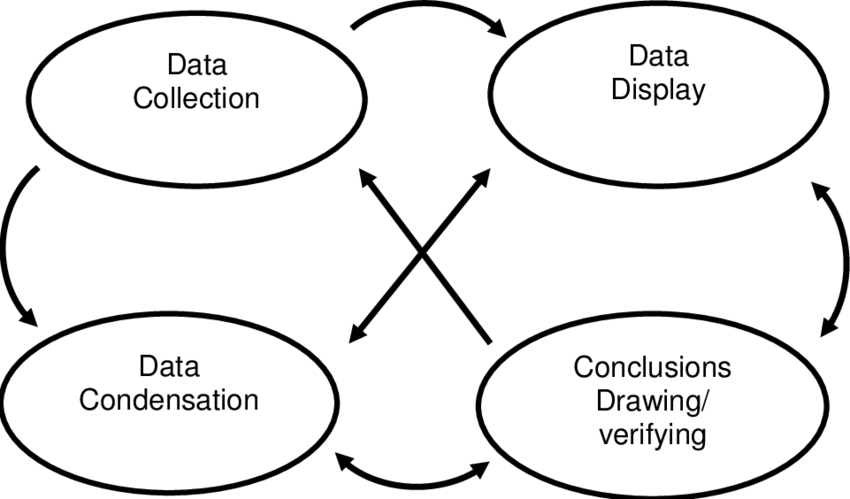 Data
Collection
Data
Display
Data
Condensation
Conclusions
Drawing/
verifying